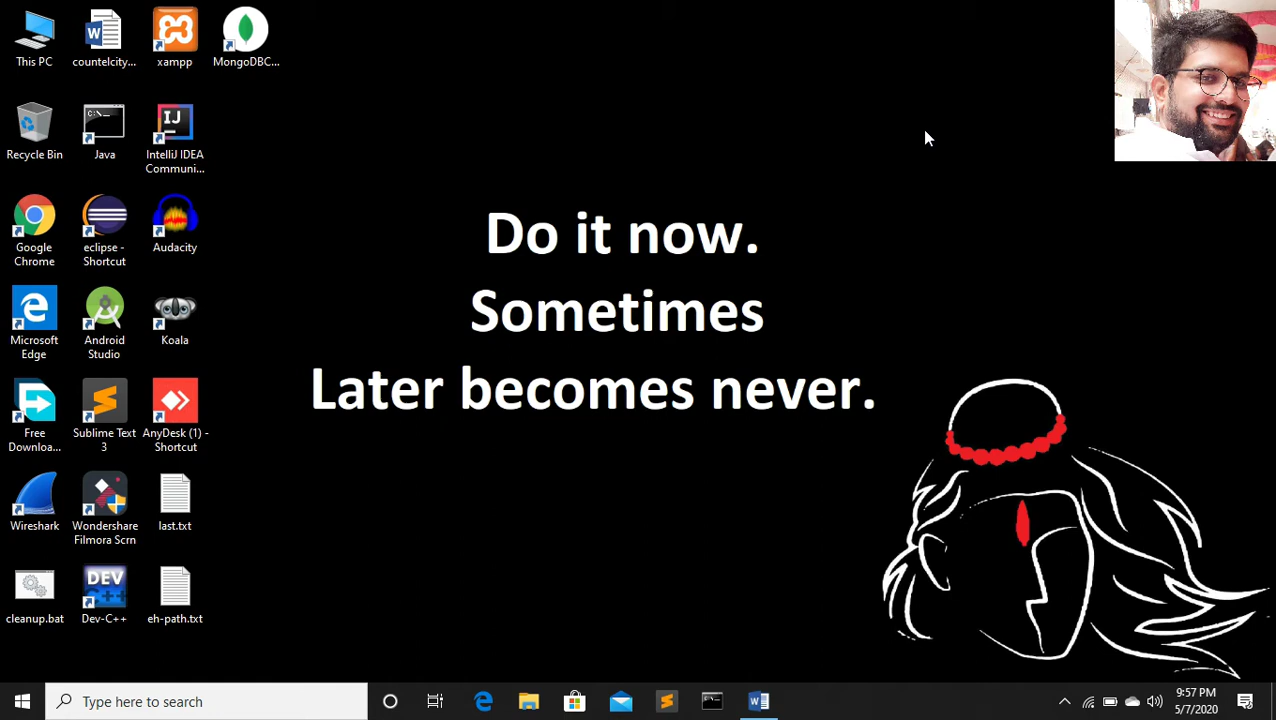 This PC
countelcity...
xampp
MongoDBC...
Recycle Bin
C:\_
Java
IJ
IntelliJ IDEA
Communi...
Google
Chrome
eclipse -
Shortcut
Audacity
Microsoft
Edge
Android
Studio
Koala
Free
Downloa...
Sublime Text
3
AnyDesk (1) -
Shortcut
Wireshark
Wondershare
Filmora Scrn
last.txt
cleanup.bat
DEV
C++
Dev-C++
eh-path.txt
Do it now.
Sometimes
Later becomes never.
Type here to search
9:57 PM
5/7/2020